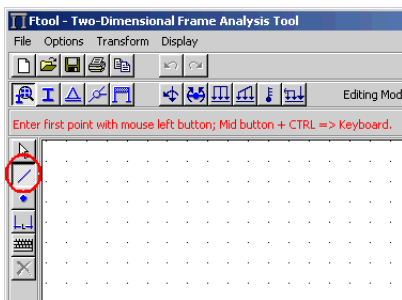 Ftool - Two-Dimensional Frame Analysis Tool
File Options Transform Display
Editing Mod
Enter first point with mouse left button; Mid button + CTRL => Keyboard.